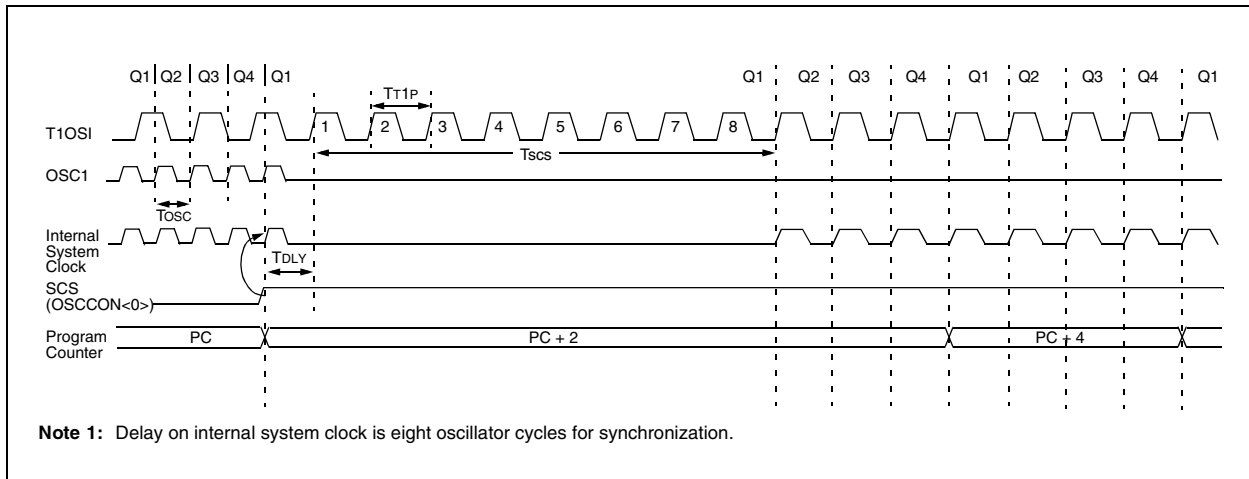 Q1 Q2 Q3 Q4 Q1 Q1 Q2 Q3 Q4 Q1 Q2 Q3 Q4 Q1
TT1P
T1OSI 1 2 3 4 5 6 7 8
TSCS
OSC1
TOSC
Internal
System
Clock
TDLY
SCS
(OSCCON<0>)
Program
Counter
PC PC + 2 PC + 4
Note 1: Delay on internal system clock is eight oscillator cycles for synchronization.